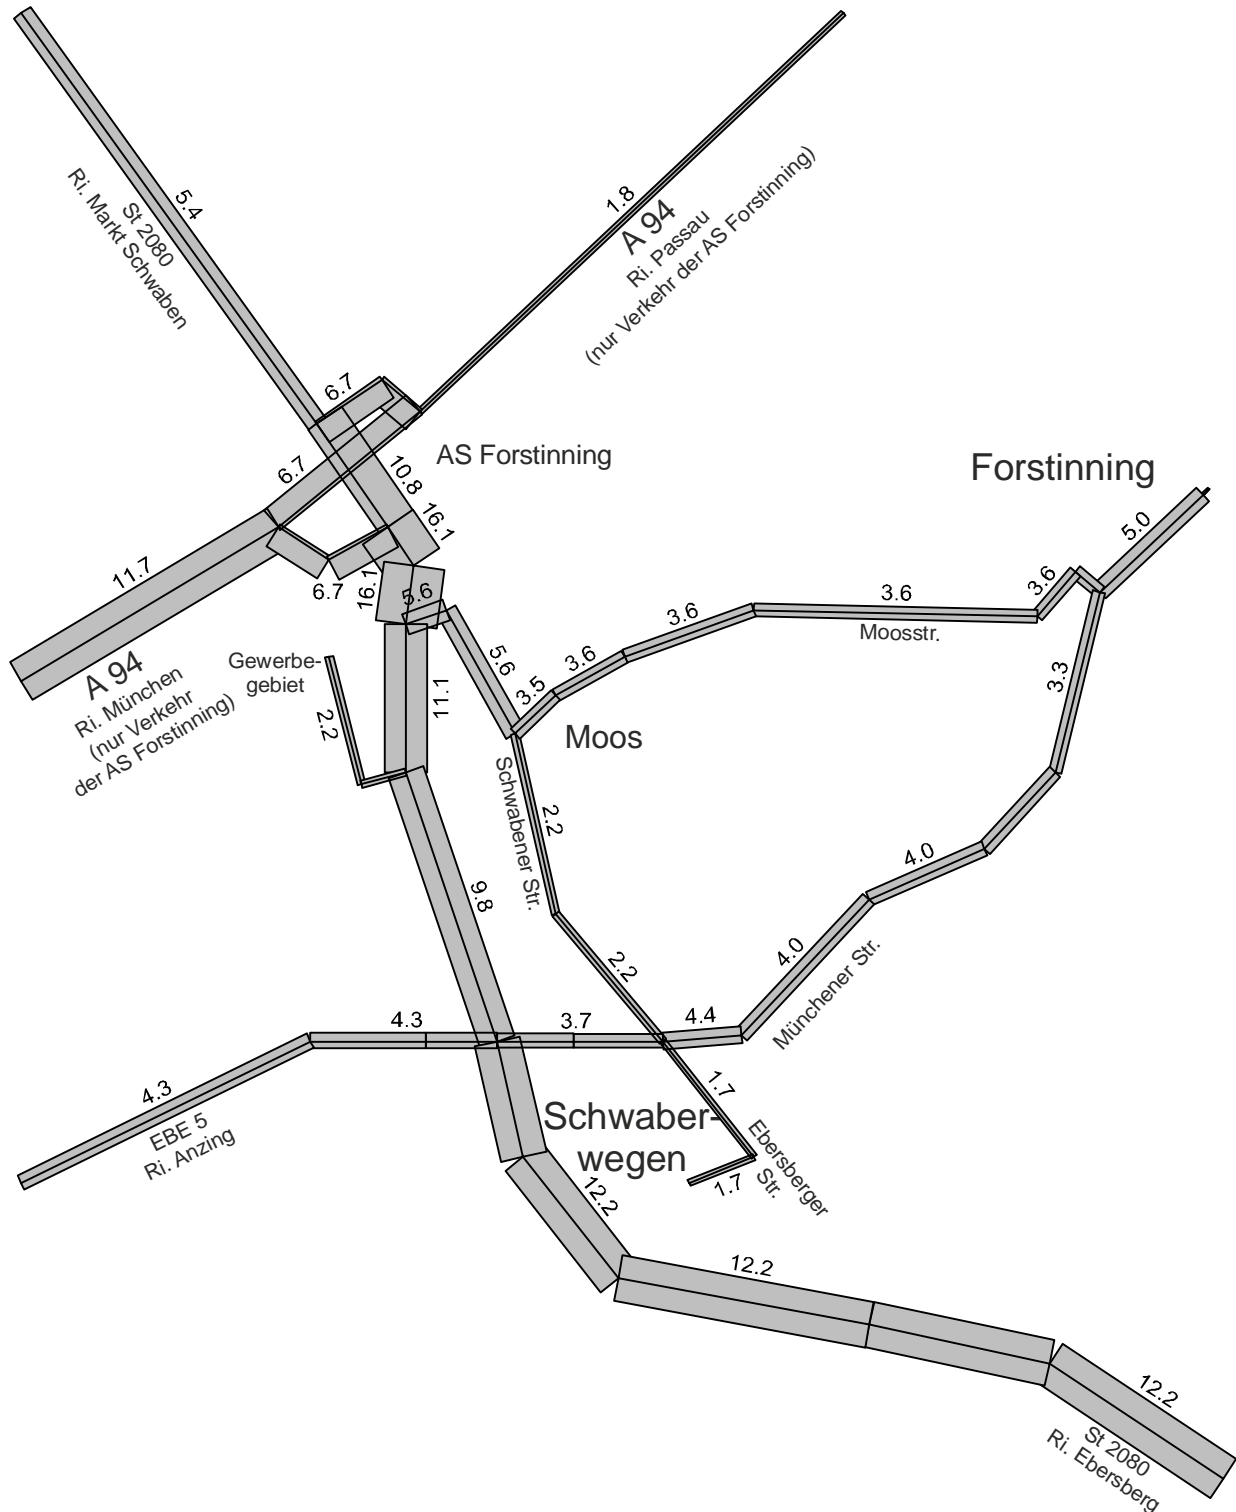 5.4
St 2080
Ri. Markt Schwaben
1.8
A 94
Ri. Passau
(nur Verkehr der AS Forstinning)
6.7
AS Forstinning
6.7
10.8
16.1
Forstinning
5.0
11.7
6.7
16.1
5.6
3.6
3.6
3.6
Moosstr.
3.6
5.6
3.5
Moos
A 94
Ri. München
(nur Verkehr
der AS Forstinning)
Gewerbe-
gebiet
2.2
11.1
3.3
Schwabener Str.
2.2
9.8
4.0
2.2
4.0
Münchener Str.
4.3
3.7
4.4
4.3
EBE 5
Ri. Anzing
1.7
Schwaber-
wegen
Ebersberger
Str.
1.7
12.2
12.2
12.2
St 2080
Ri. Ebersberg